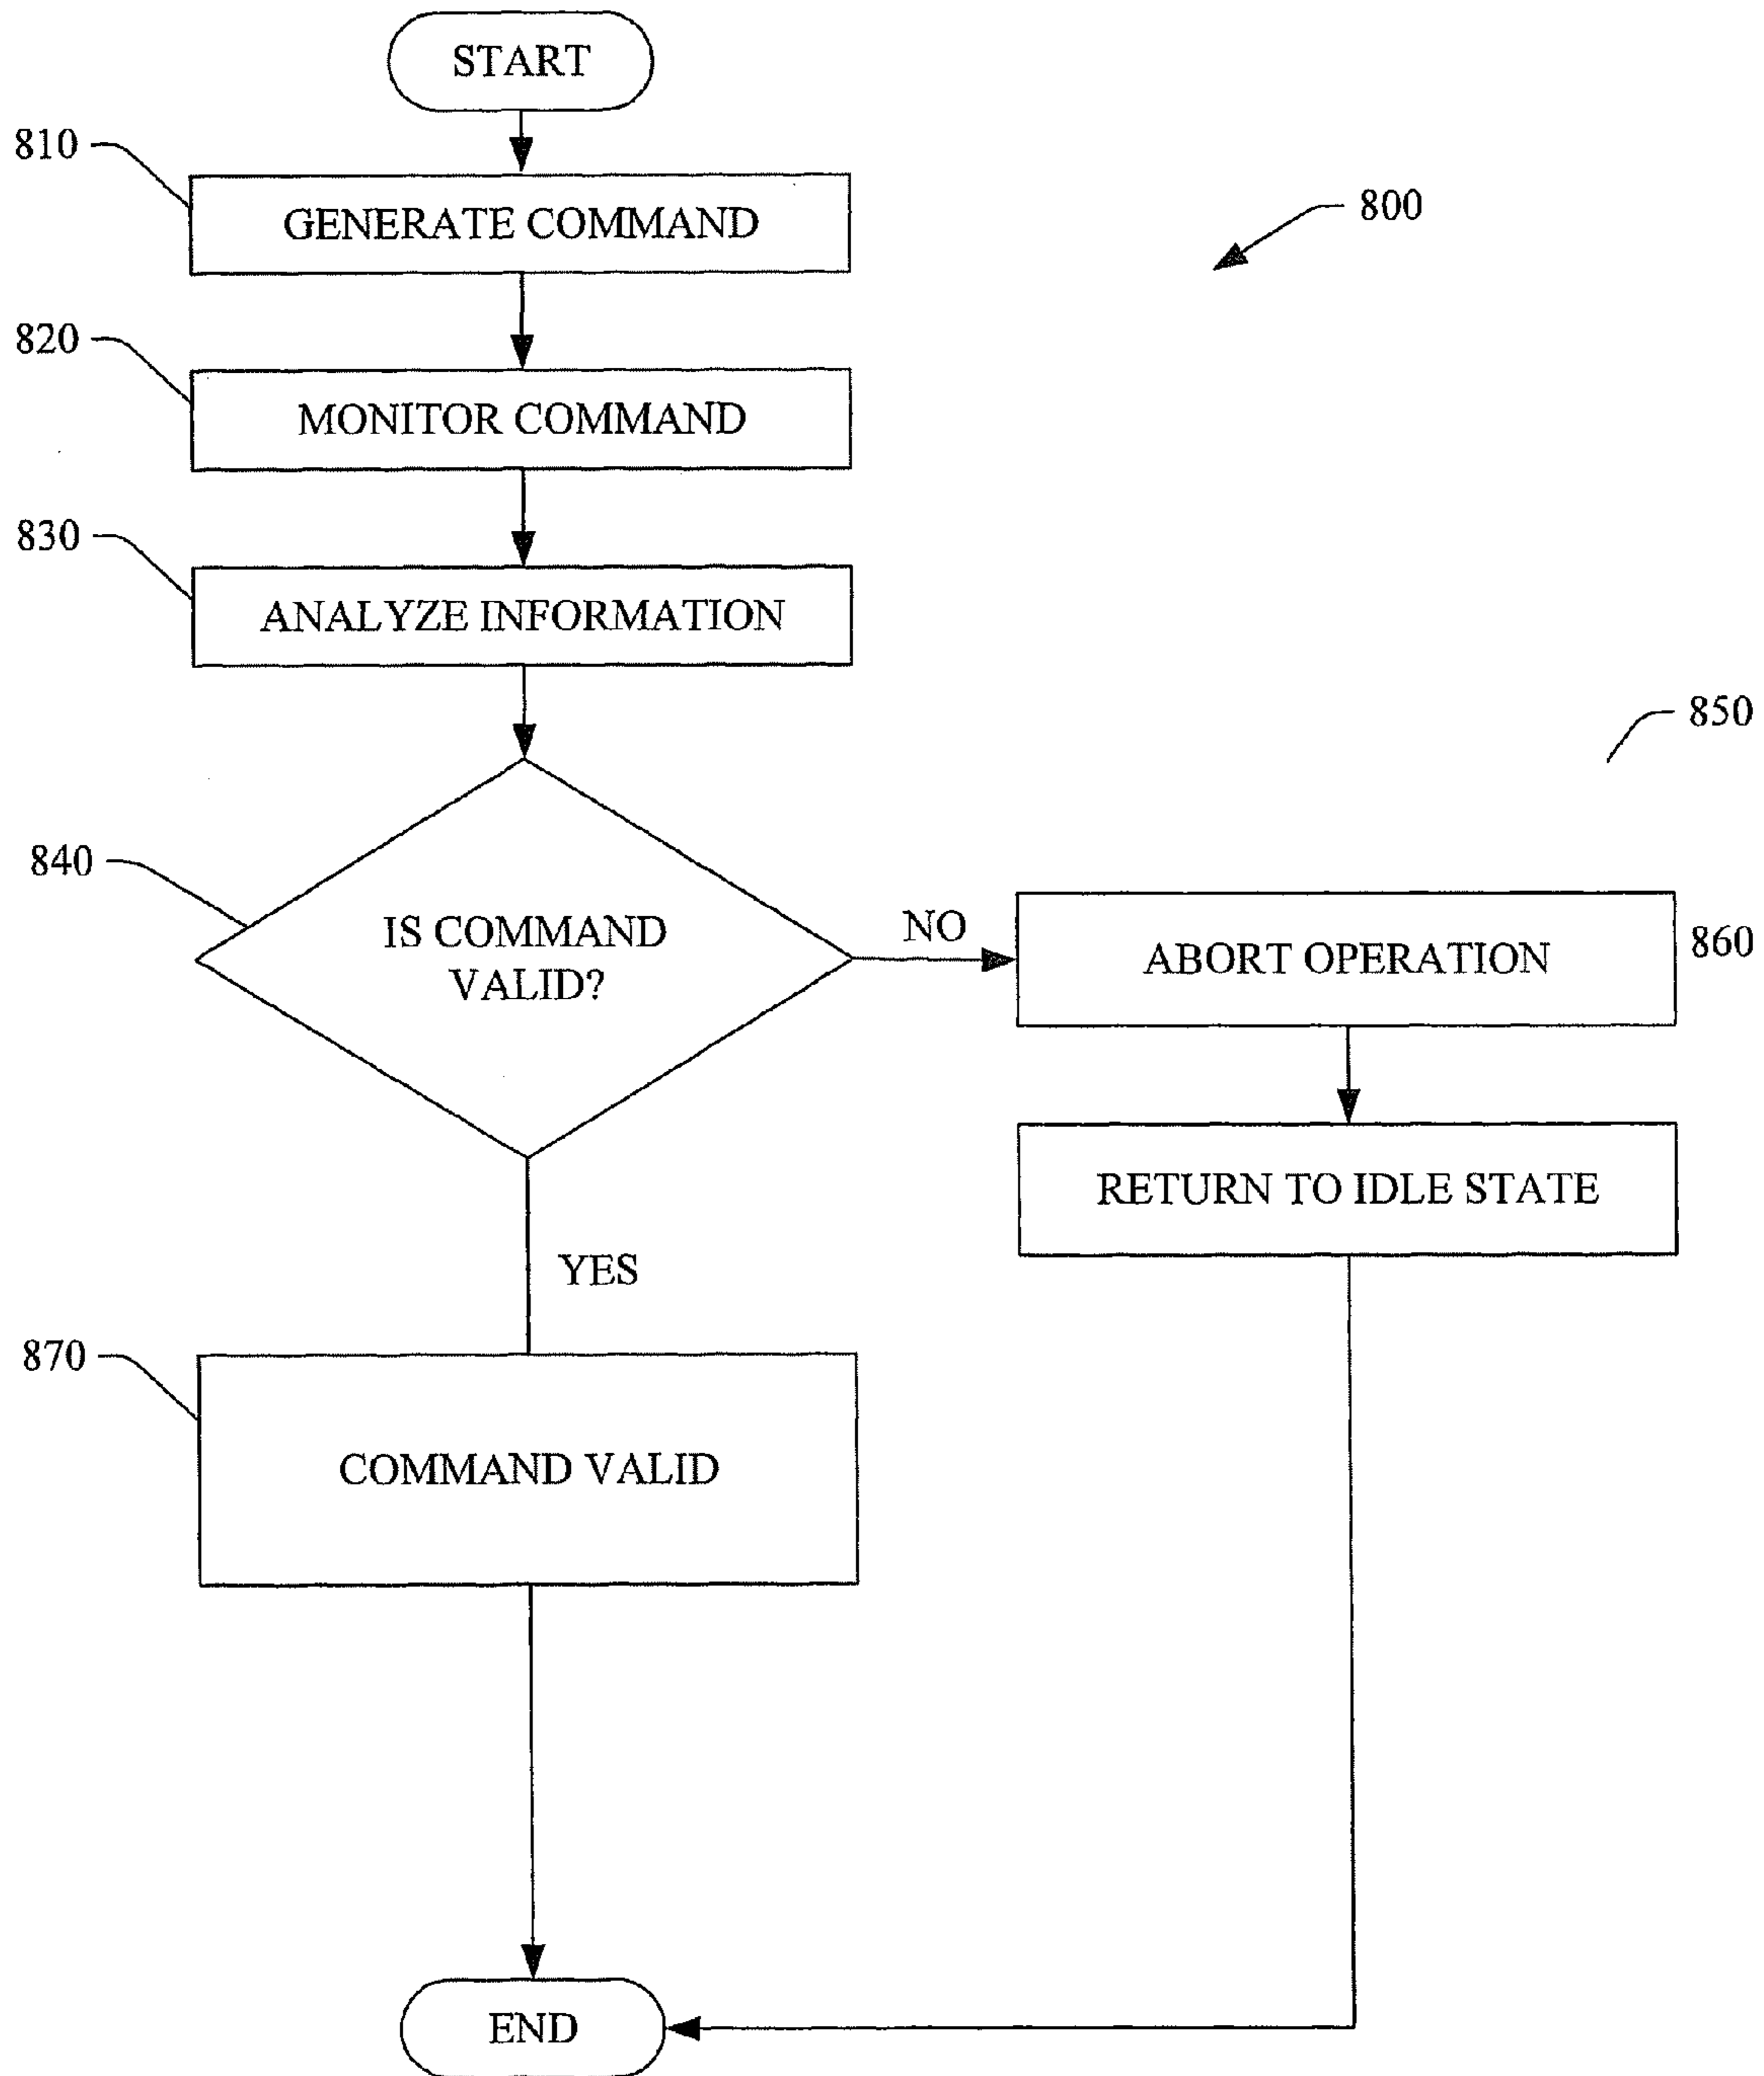 START
810
GENERATE COMMAND
800
820
MONITOR COMMAND
830
ANALYZE INFORMATION
850
840
IS COMMAND
VALID?
NO
ABORT OPERATION
860
RETURN TO IDLE STATE
YES
870
COMMAND VALID
END